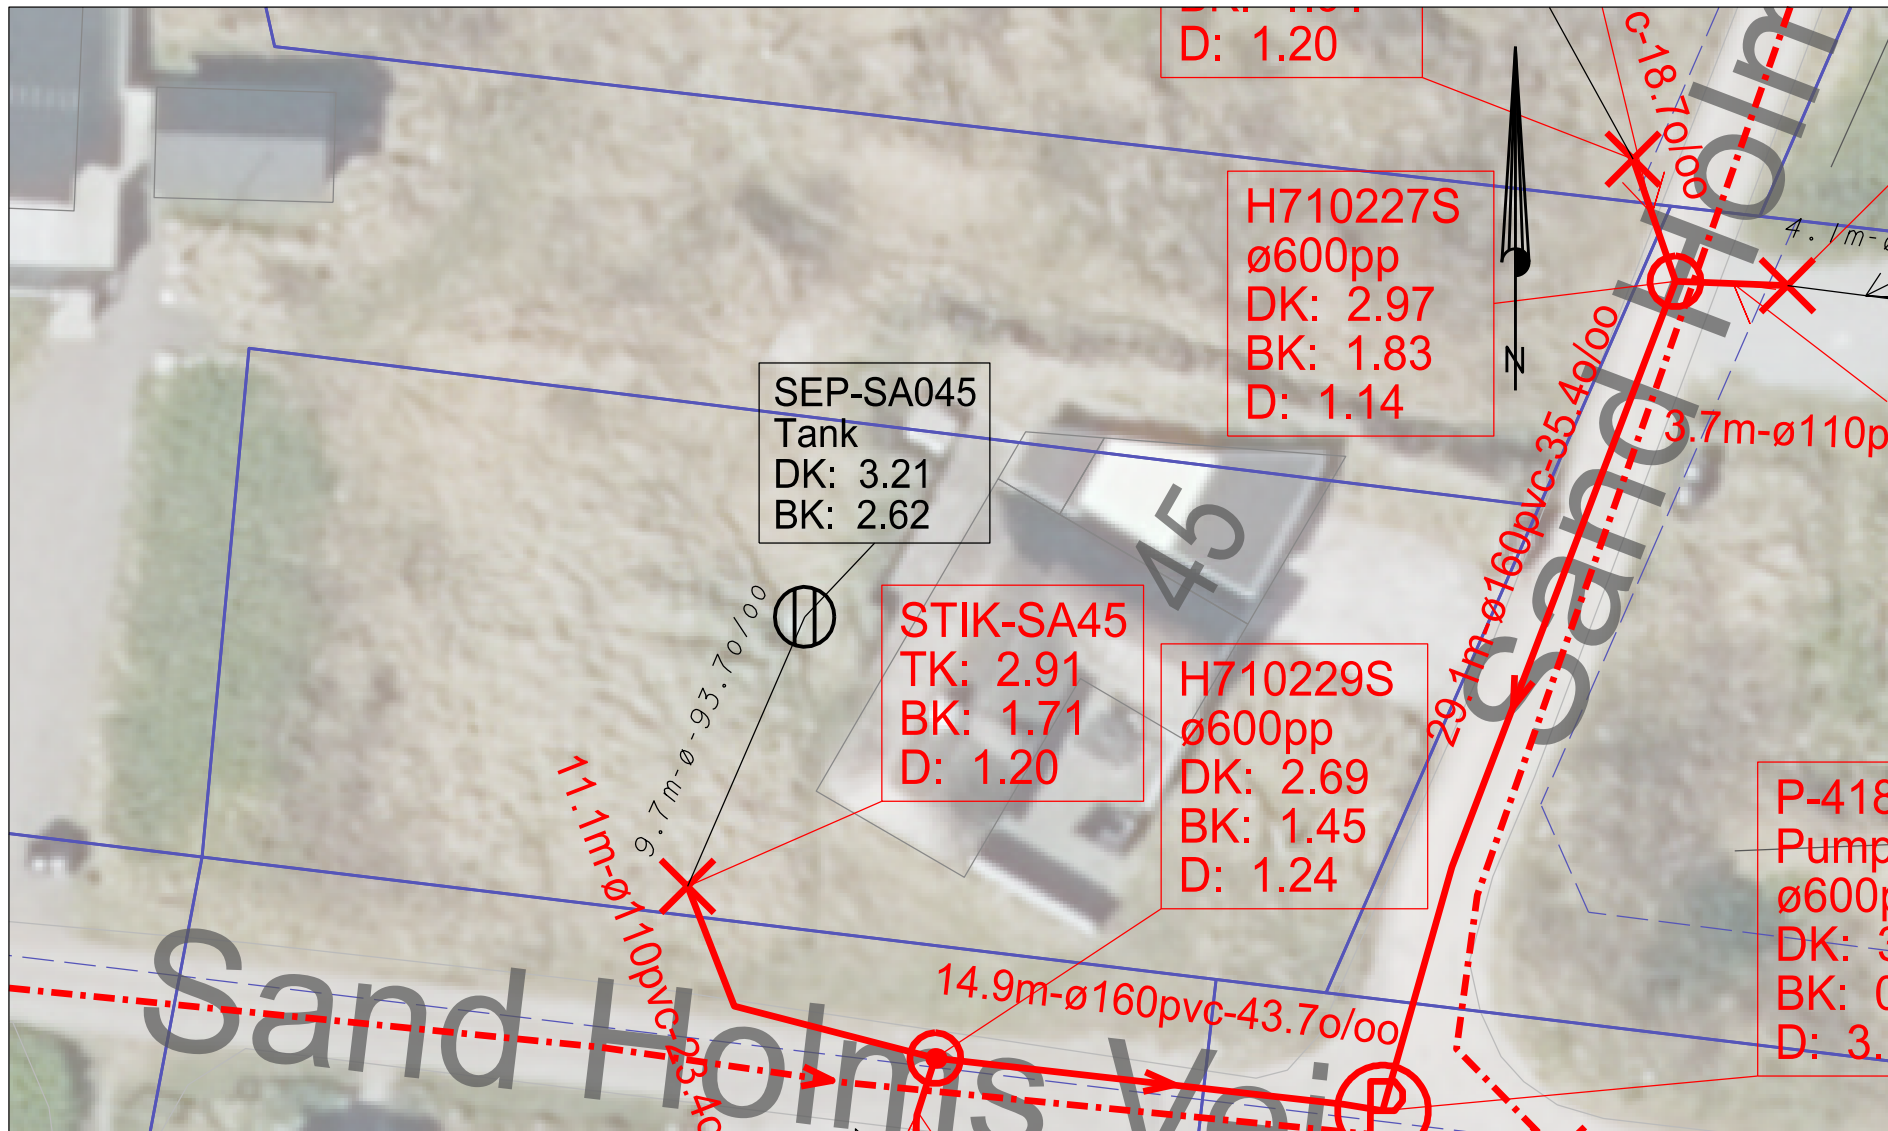 D: 1.20
c-18.7o/oo
H710227S
ø600pp
DK: 2.97
BK: 1.83
D: 1.14
N
4.1m-ø
3.7m-ø110p
29.1m-ø160pvc-35.4o/oo
Sand Holm
SEP-SA045
Tank
DK: 3.21
BK: 2.62
45
9.7m-ø-93.7o/oo
STIK-SA45
TK: 2.91
BK: 1.71
D: 1.20
H710229S
ø600pp
DK: 2.69
BK: 1.45
D: 1.24
11.1m-ø110pvc-23.4o
14.9m-ø160pvc-43.7o/oo
P-418
Pump
ø600p
DK: 3
BK: 0
D: 3.
Sand Holms Vej
P